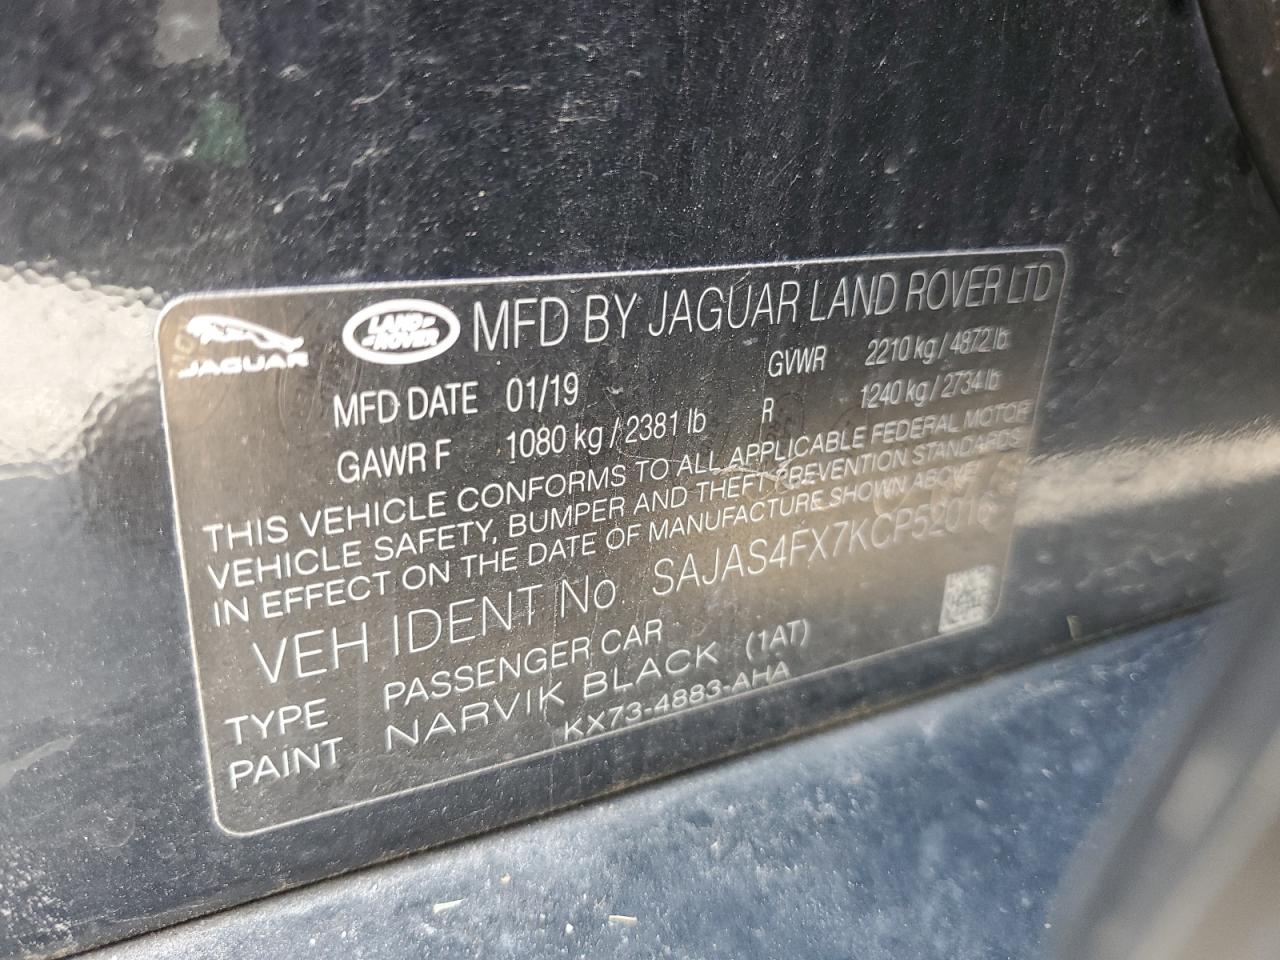 JAGUAR LAND ROVER MFD BY JAGUAR LAND ROVER LTD
MFD DATE 01/19 GVWR 2210 kg / 4872 lb
GAWR F 1080 kg / 2381 lb R 1240 kg / 2734 lb
THIS VEHICLE CONFORMS TO ALL APPLICABLE FEDERAL MOTOR
VEHICLE SAFETY, BUMPER AND THEFT PREVENTION STANDARDS
IN EFFECT ON THE DATE OF MANUFACTURE SHOWN ABOVE
VEH IDENT No. SAJAS4FX7KCP52016
TYPE PASSENGER CAR
PAINT NARVIK BLACK (1AT)
KX73-4883-AHA